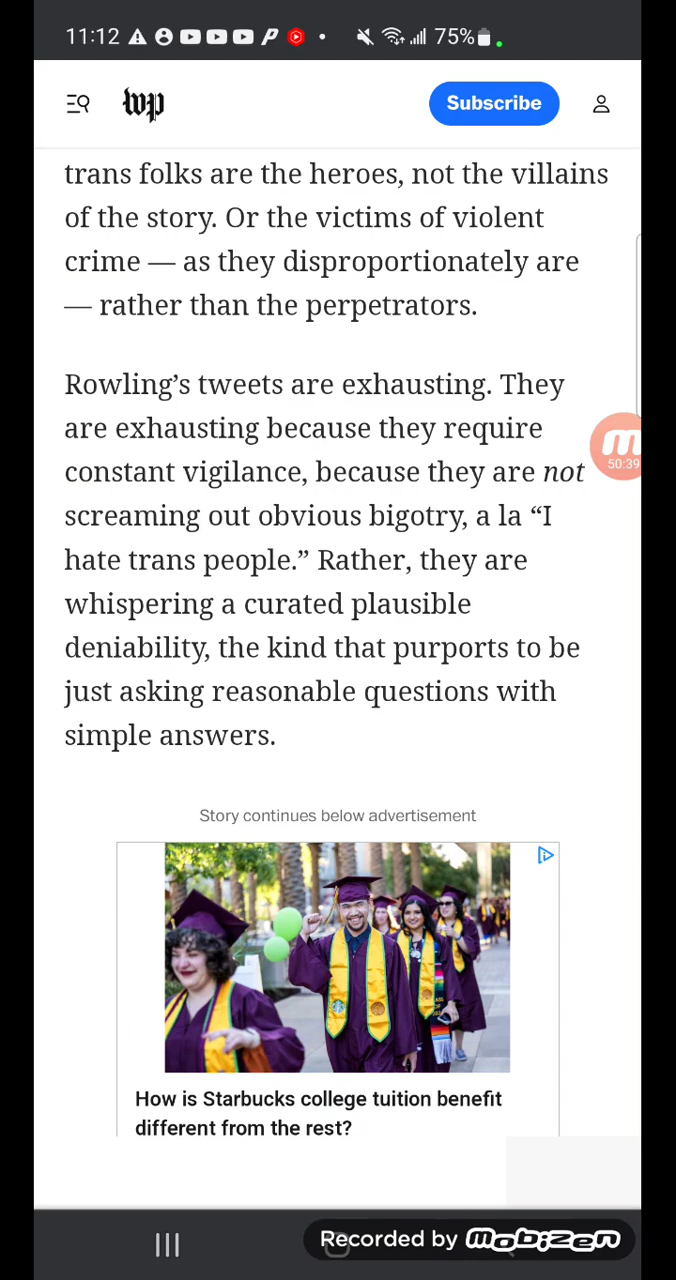 11:12
75%
wp
Subscribe
trans folks are the heroes, not the villains
of the story. Or the victims of violent
crime — as they disproportionately are
— rather than the perpetrators.
50:39
Rowling’s tweets are exhausting. They
are exhausting because they require
constant vigilance, because they are not
screaming out obvious bigotry, a la “I
hate trans people.” Rather, they are
whispering a curated plausible
deniability, the kind that purports to be
just asking reasonable questions with
simple answers.
Story continues below advertisement
How is Starbucks college tuition benefit
different from the rest?
Recorded by mobizen